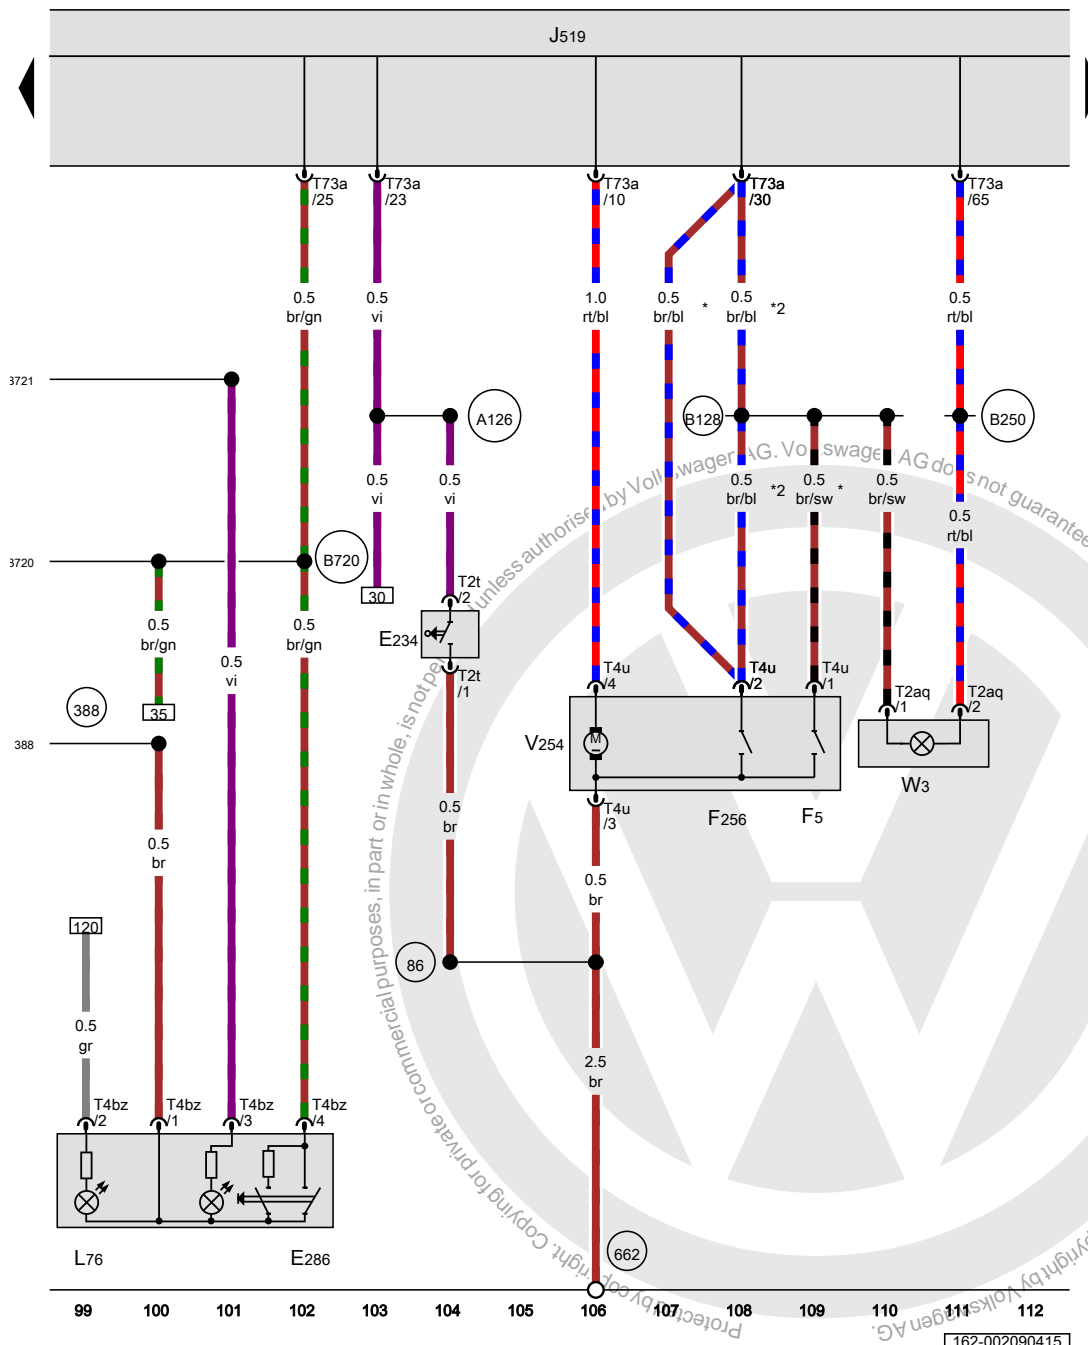 J519
T73a
/25
T73a
/23
T73a
/10
T73a
/30
T73a
/65
0.5
br/gn
0.5
vi
1.0
rt/bl
0.5
br/bl
*
0.5
br/bl
*2
0.5
rt/bl
3721
A126
B128
B250
0.5
vi
0.5
vi
0.5
br/bl
*2
0.5
br/sw
*
0.5
br/sw
0.5
rt/bl
3720
B720
30
T2t
/2
E234
T2t
/1
0.5
br/gn
0.5
vi
0.5
br/gn
388
35
388
T4u
/4
T4u
/2
T4u
/1
T2aq
/1
T2aq
/2
V254
M
W3
F256
F5
T4u
/3
0.5
br
0.5
br
0.5
br
120
86
0.5
gr
2.5
br
T4bz
/2
T4bz
/1
T4bz
/3
T4bz
/4
L76
E286
662
99 100 101 102 103 104 105 106 107 108 109 110 111 112
162-002090415
Protected by copyright. Copying for private or commercial purposes, in part or in whole, is not unless authorised by Volkswagen AG. Volkswagen AG does not guarantee
by Volkswagen AG.